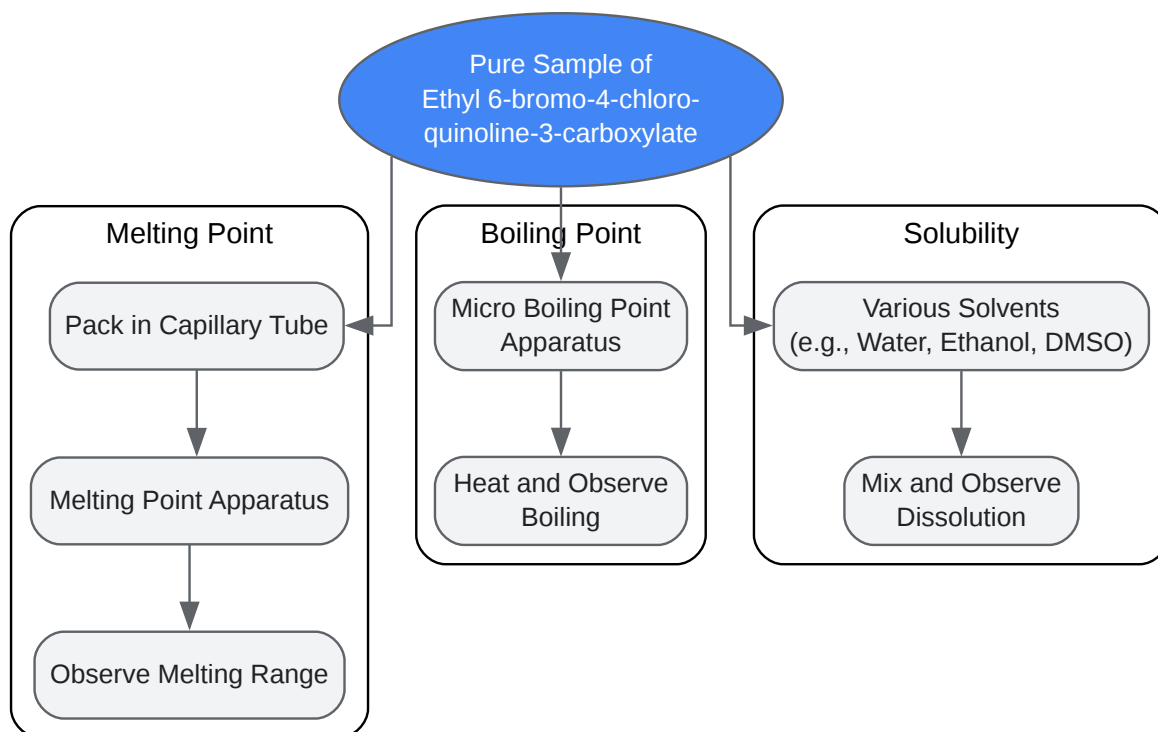 Pure Sample of
Ethyl 6-bromo-4-chloro-
quinoline-3-carboxylate
Melting Point
Pack in Capillary Tube
Melting Point Apparatus
Observe Melting Range
Boiling Point
Micro Boiling Point
Apparatus
Heat and Observe
Boiling
Solubility
Various Solvents
(e.g., Water, Ethanol, DMSO)
Mix and Observe
Dissolution